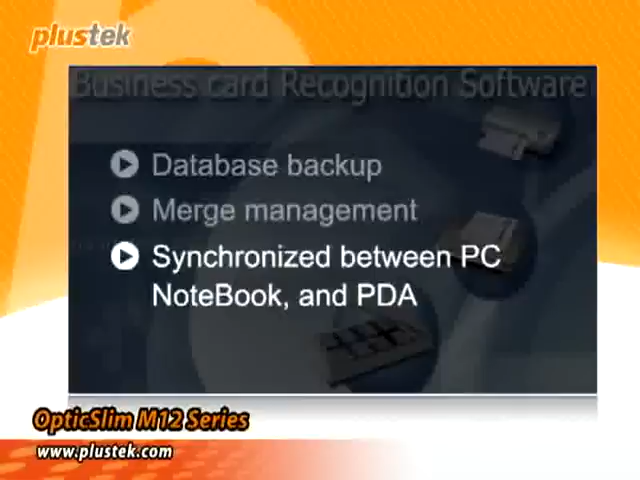 plustek
Business card Recognition Software
Database backup
Merge management
Synchronized between PC
NoteBook, and PDA
OpticSlim M12 Series
www.plustek.com